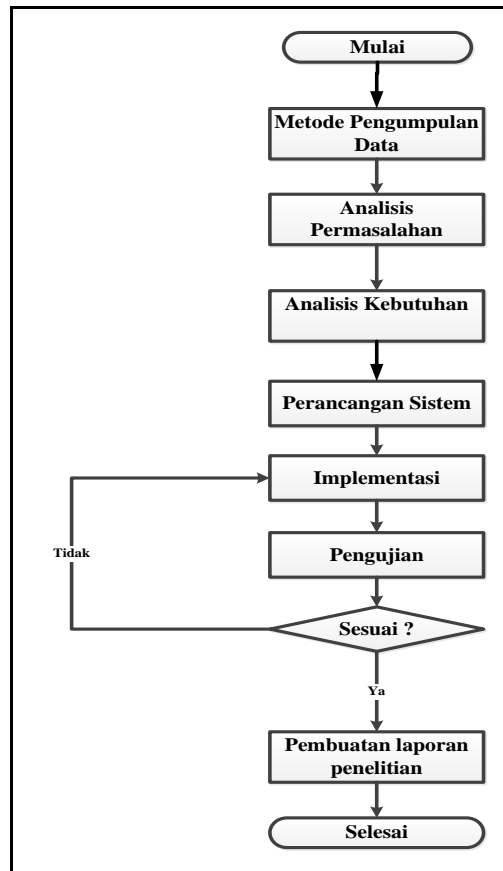 Mulai
Metode Pengumpulan
Data
Analisis
Permasalahan
Analisis Kebutuhan
Perancangan Sistem
Implementasi
Tidak
Pengujian
Sesuai ?
Ya
Pembuatan laporan
penelitian
Selesai